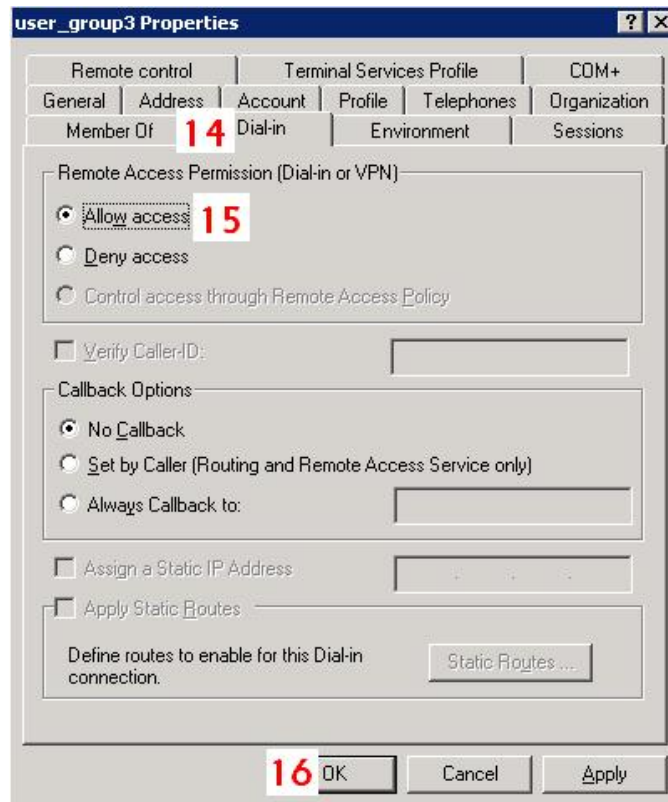 user_group3 Properties
Remote control Terminal Services Profile COM+
General Address Account Profile Telephones Organization
Member Of 14 Dial-in Environment Sessions
Remote Access Permission (Dial-in or VPN)
Allow access 15
Deny access
Control access through Remote Access Policy
Verify Caller-ID:
Callback Options
No Callback
Set by Caller (Routing and Remote Access Service only)
Always Callback to:
Assign a Static IP Address
Apply Static Routes
Define routes to enable for this Dial-in
connection.
Static Routes ...
16 OK Cancel Apply